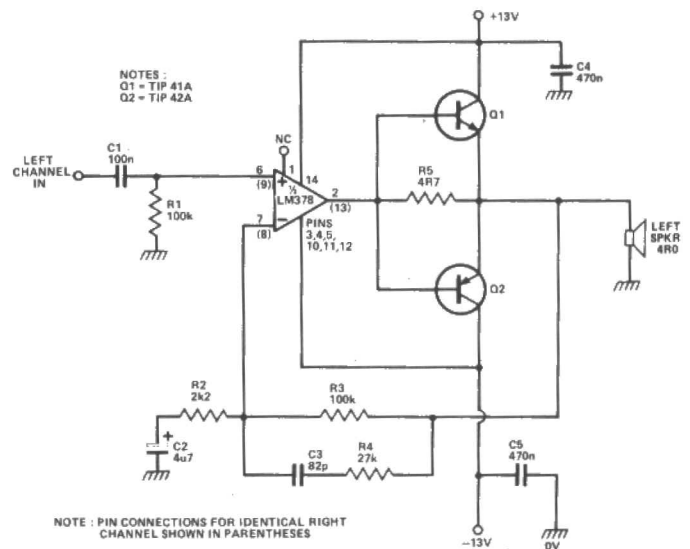 +13V
NOTES :
Q1 = TIP 41A
Q2 = TIP 42A
C4
470n
Q1
NC
C1
100n
LEFT
CHANNEL
IN
6
(9)
1
14
+
½
LM378
2
(13)
R5
4R7
R1
100k
7
(8)
–
PINS
3,4,5,
10,11,12
LEFT
SPKR
4R0
Q2
R2
2k2
R3
100k
+
C2
4u7
C3
82p
R4
27k
C5
470n
NOTE : PIN CONNECTIONS FOR IDENTICAL RIGHT
CHANNEL SHOWN IN PARENTHESES
–13V
0V